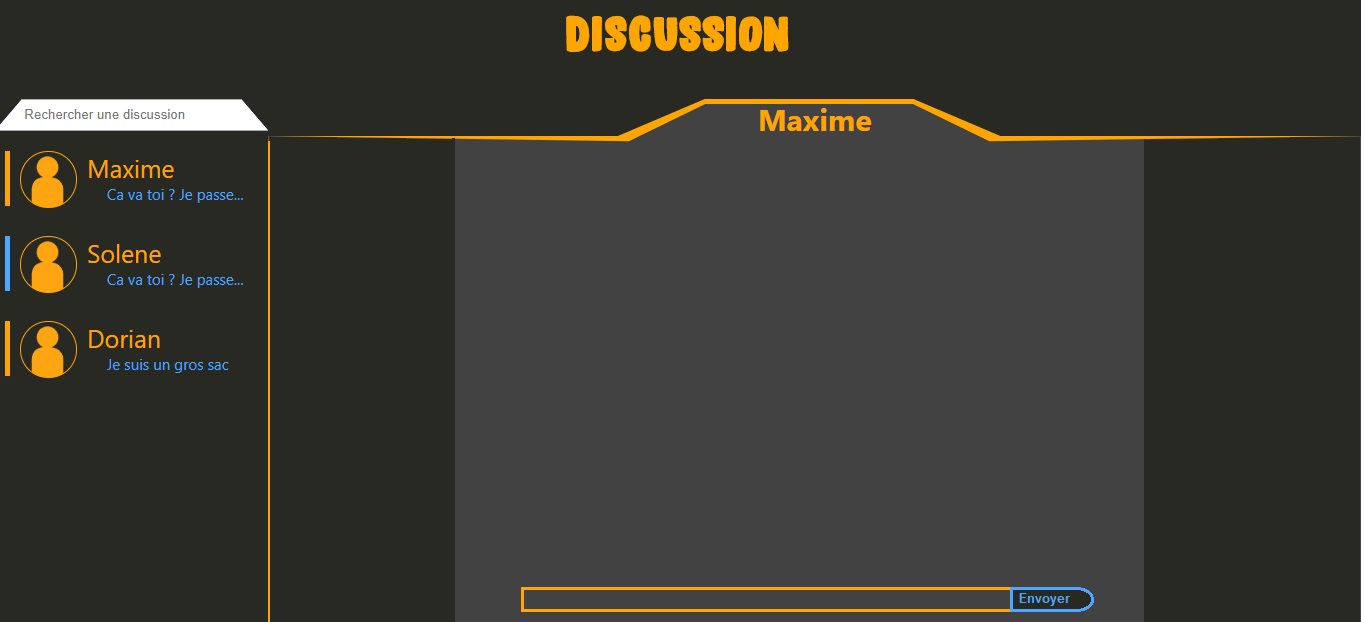 DISCUSSION
Rechercher une discussion
Maxime
Maxime
Ca va toi ? Je passe...
Solene
Ca va toi ? Je passe...
Dorian
Je suis un gros sac
Envoyer